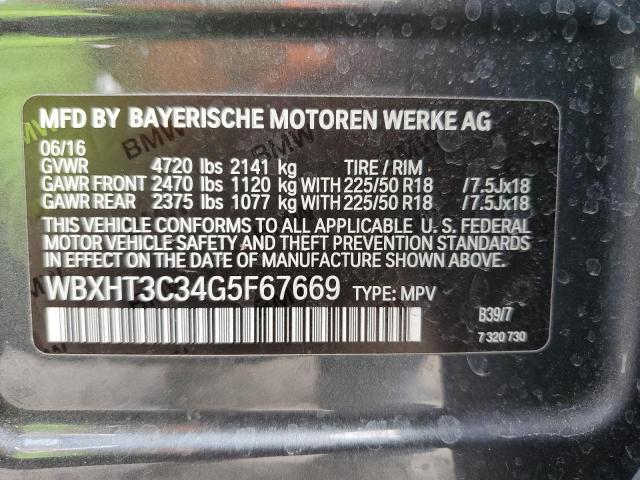 MFD BY BAYERISCHE MOTOREN WERKE AG
06/16
GVWR 4720 lbs 2141 kg TIRE / RIM
GAWR FRONT 2470 lbs 1120 kg WITH 225/50 R18 /7.5Jx18
GAWR REAR 2375 lbs 1077 kg WITH 225/50 R18 /7.5Jx18
THIS VEHICLE CONFORMS TO ALL APPLICABLE U. S. FEDERAL
MOTOR VEHICLE SAFETY AND THEFT PREVENTION STANDARDS
IN EFFECT ON THE DATE OF MANUFACTURE SHOWN ABOVE.
WBXHT3C34G5F67669 TYPE: MPV
B39/7
7 320 730